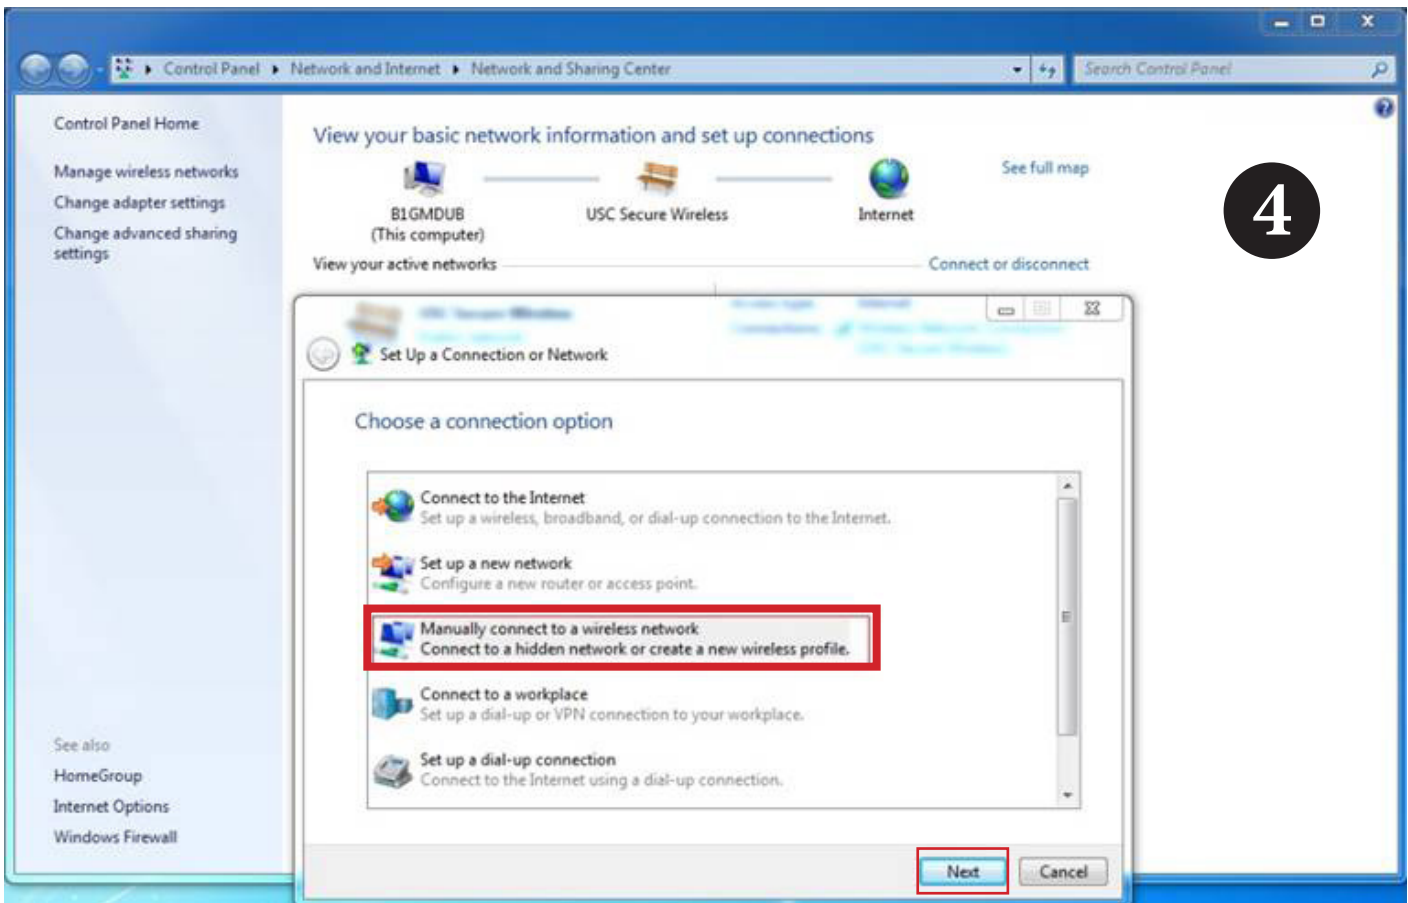 Control Panel
Network and Internet
Network and Sharing Center
Search Control Panel
Control Panel Home
Manage wireless networks
Change adapter settings
Change advanced sharing
settings
See also
HomeGroup
Internet Options
Windows Firewall
View your basic network information and set up connections
See full map
B1GMDUB
(This computer)
USC Secure Wireless
Internet
View your active networks
Connect or disconnect
4
Set Up a Connection or Network
Choose a connection option
Connect to the Internet
Set up a wireless, broadband, or dial-up connection to the Internet.
Set up a new network
Configure a new router or access point.
Manually connect to a wireless network
Connect to a hidden network or create a new wireless profile.
Connect to a workplace
Set up a dial-up or VPN connection to your workplace.
Set up a dial-up connection
Connect to the Internet using a dial-up connection.
Next
Cancel